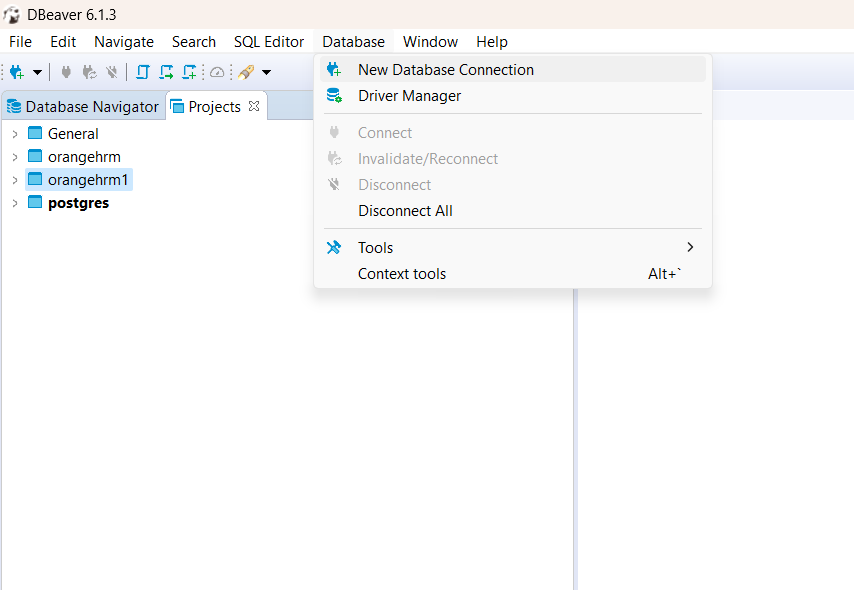 DBeaver 6.1.3
File Edit Navigate Search SQL Editor Database Window Help
Database Navigator Projects
General
orangehrm
orangehrm1
postgres
New Database Connection
Driver Manager
Connect
Invalidate/Reconnect
Disconnect
Disconnect All
Tools
Context tools Alt+`